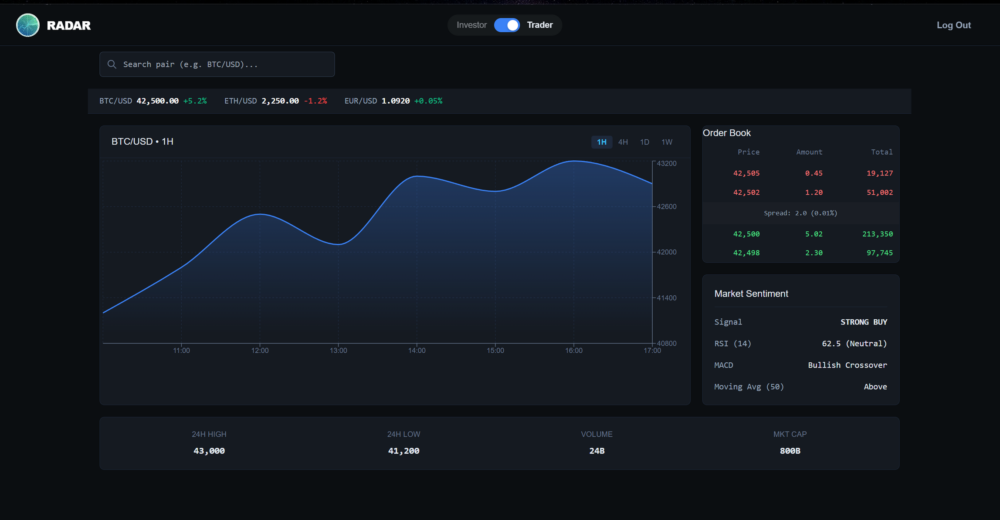 RADAR
Investor Trader
Log Out
Search pair (e.g. BTC/USD)...
BTC/USD 42,500.00 +5.2% ETH/USD 2,250.00 -1.2% EUR/USD 1.0920 +0.05%
BTC/USD • 1H
1H 4H 1D 1W
43200
42600
42000
41400
40800
11:00 12:00 13:00 14:00 15:00 16:00 17:00
Order Book
Price Amount Total
42,505 0.45 19,127
42,502 1.20 51,002
Spread: 2.0 (0.01%)
42,500 5.02 213,350
42,498 2.30 97,745
Market Sentiment
Signal STRONG BUY
RSI (14) 62.5 (Neutral)
MACD Bullish Crossover
Moving Avg (50) Above
24H HIGH 24H LOW VOLUME MKT CAP
43,000 41,200 24B 800B